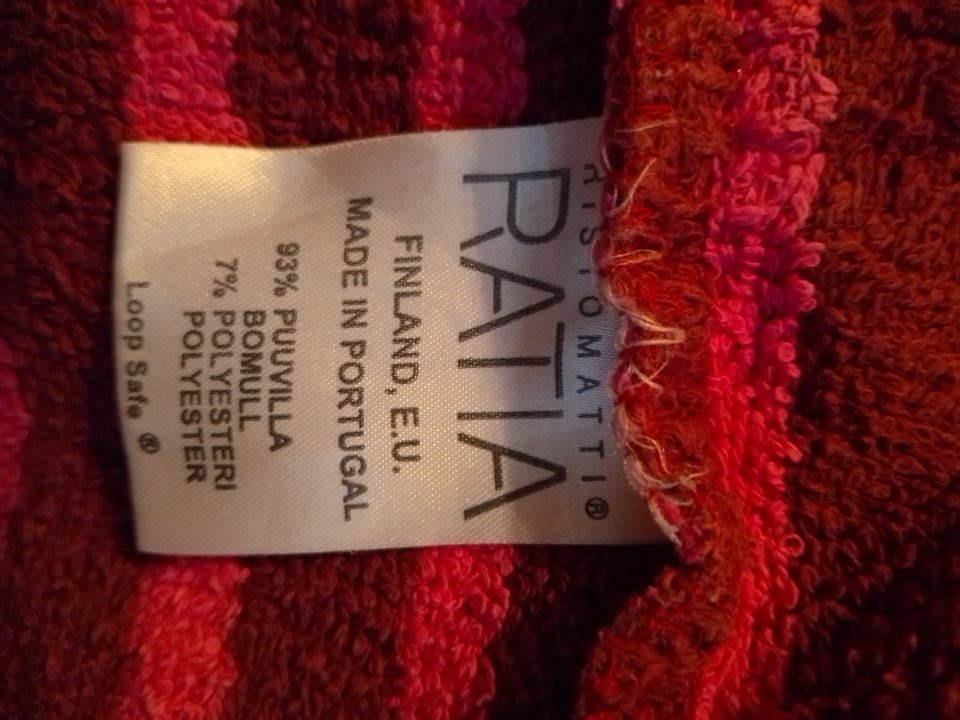 RISTOMATTI®
RATIA
FINLAND, E.U.
MADE IN PORTUGAL
93% PUUVILLA
BOMULL
7% POLYESTERI
POLYESTER
Loop Safe ®